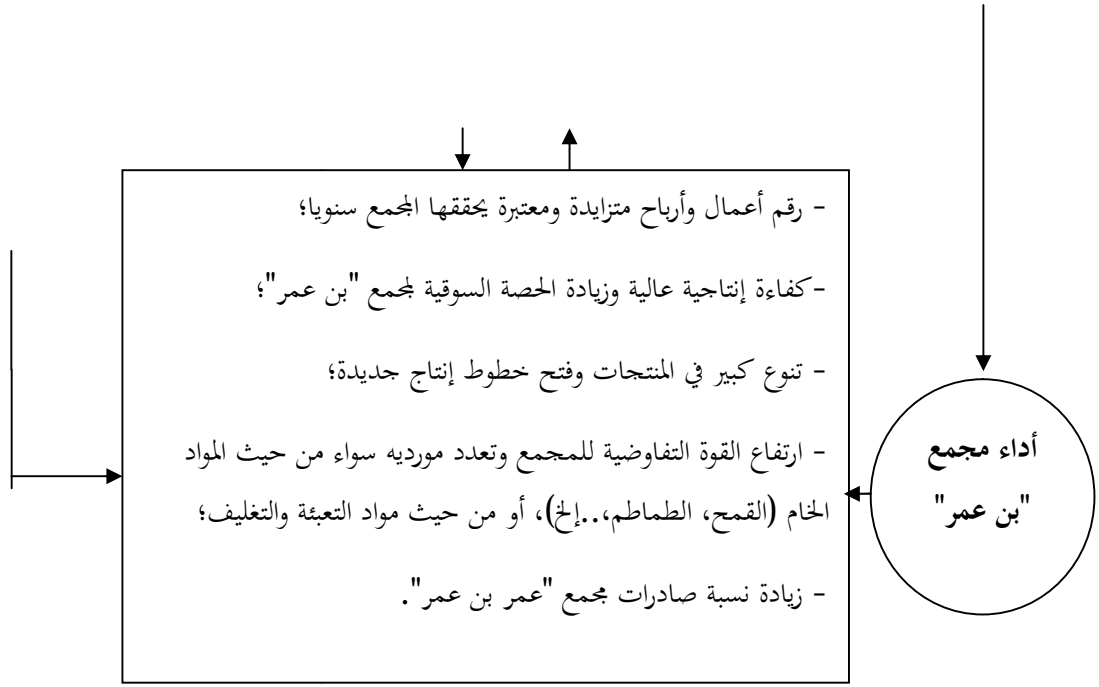 - رقم أعمال وأرباح متزايدة ومعتبرة يحققها المجمع سنويا؛
-كفاءة إنتاجية عالية وزيادة الحصة السوقية لمجمع "بن عمر"؛
- تنوع كبير في المنتجات وفتح خطوط إنتاج جديدة؛
- ارتفاع القوة التفاوضية للمجمع وتعدد مورديه سواء من حيث المواد
الخام (القمح، الطماطم،..إلخ)، أو من حيث مواد التعبئة والتغليف؛
- زيادة نسبة صادرات مجمع "عمر بن عمر".
أداء مجمع
"بن عمر"